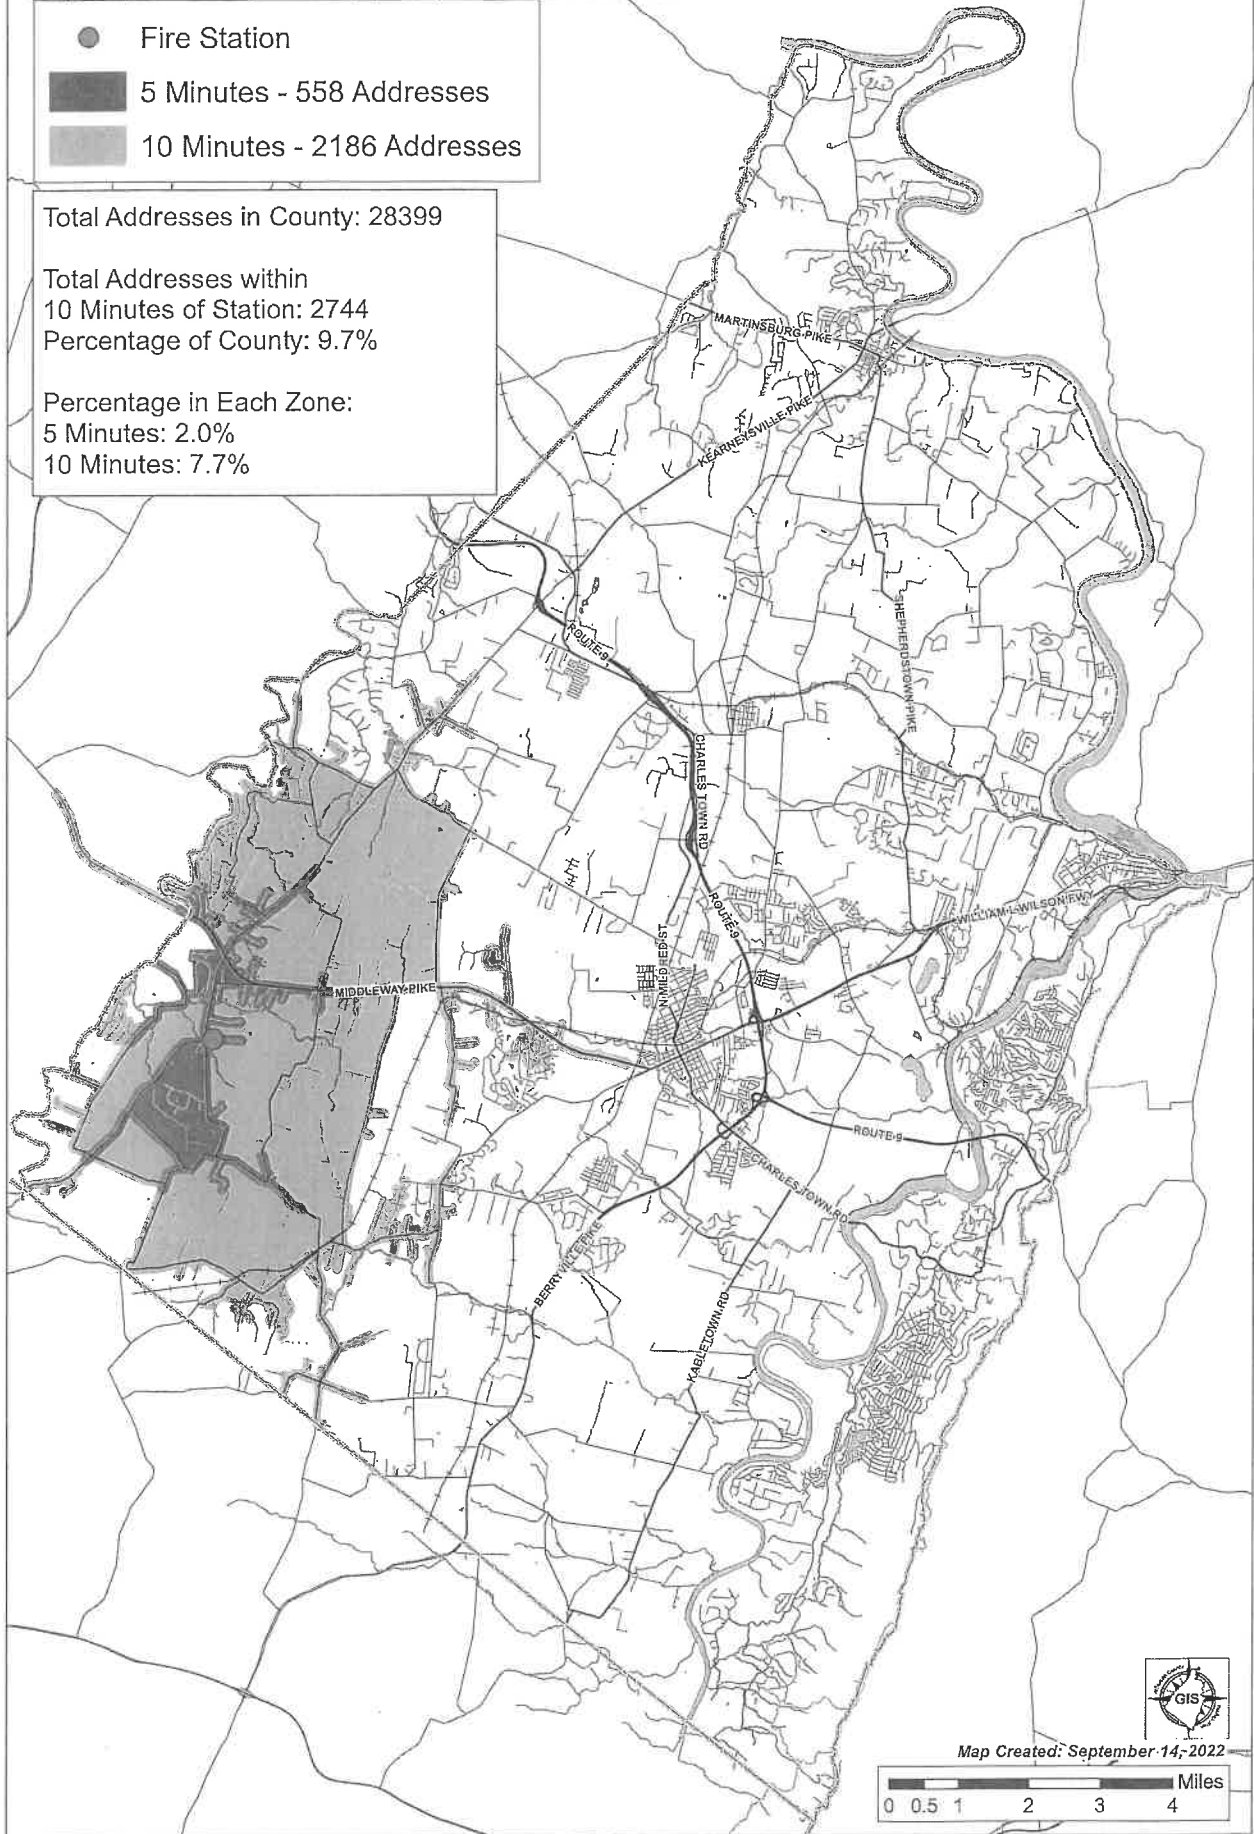 Fire Station
5 Minutes - 558 Addresses
10 Minutes - 2186 Addresses
Total Addresses in County: 28399
Total Addresses within
10 Minutes of Station: 2744
Percentage of County: 9.7%
Percentage in Each Zone:
5 Minutes: 2.0%
10 Minutes: 7.7%
MARTINSBURG PIKE
KEARNEYSVILLE PIKE
SHEPHERDSTOWN PIKE
ROUTE 9
CHARLES TOWN RD
ROUTE 9
WILLIAM L WILSON FW
N MILDRED ST
MIDDLEWAY PIKE
ROUTE 9
CHARLES TOWN RD
BERRYVILLE PIKE
KABLETOWN RD
GIS
Map Created: September 14, 2022
Miles
0 0.5 1 2 3 4